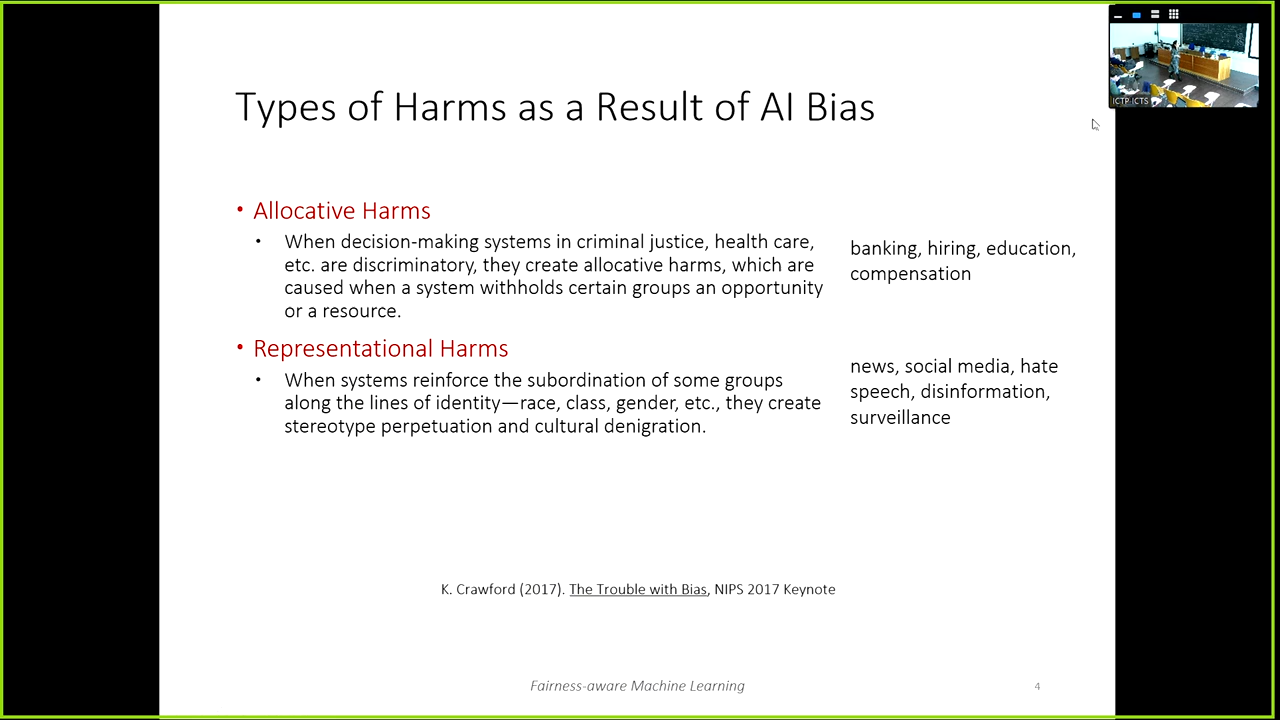 Types of Harms as a Result of AI Bias
• Allocative Harms
• When decision-making systems in criminal justice, health care,
etc. are discriminatory, they create allocative harms, which are
caused when a system withholds certain groups an opportunity
or a resource.
banking, hiring, education,
compensation
• Representational Harms
• When systems reinforce the subordination of some groups
along the lines of identity—race, class, gender, etc., they create
stereotype perpetuation and cultural denigration.
news, social media, hate
speech, disinformation,
surveillance
K. Crawford (2017). The Trouble with Bias, NIPS 2017 Keynote
Fairness-aware Machine Learning
4
ICTP-ICTS